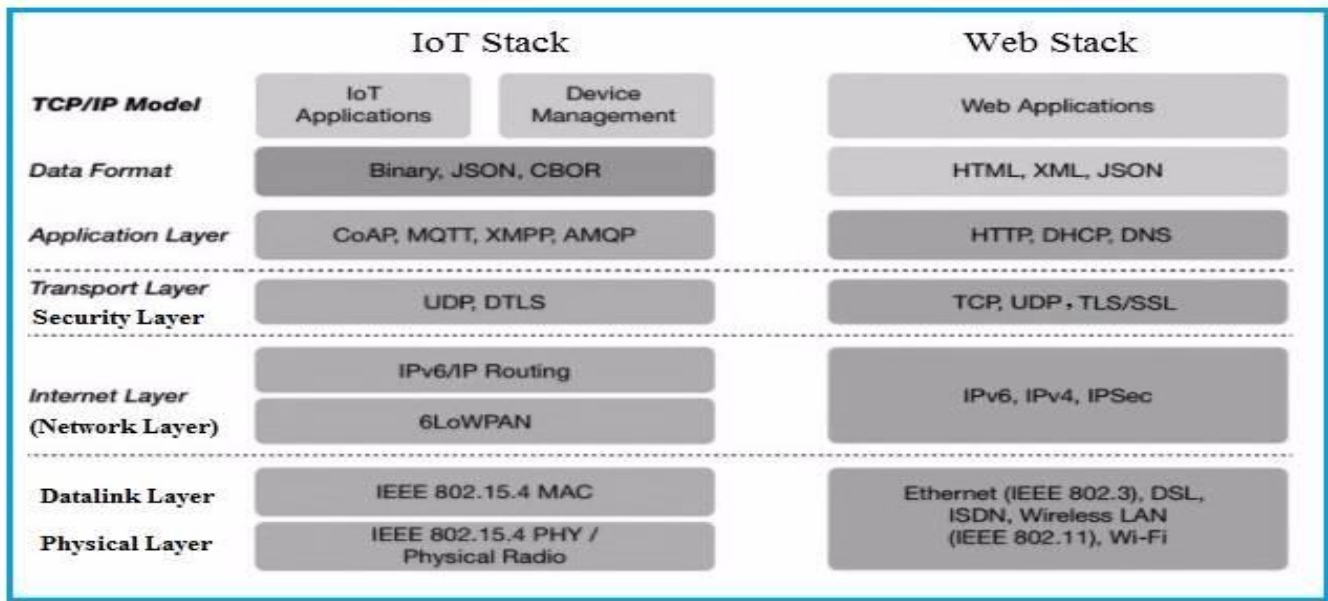 IoT Stack Web Stack
TCP/IP Model
IoT
Applications
Device
Management
Web Applications
Data Format
Binary, JSON, CBOR
HTML, XML, JSON
Application Layer
CoAP, MQTT, XMPP, AMQP
HTTP, DHCP, DNS
Transport Layer
Security Layer
UDP, DTLS
TCP, UDP，TLS/SSL
Internet Layer
(Network Layer)
IPv6/IP Routing
6LoWPAN
IPv6, IPv4, IPSec
Datalink Layer
IEEE 802.15.4 MAC
Physical Layer
IEEE 802.15.4 PHY /
Physical Radio
Ethernet (IEEE 802.3), DSL,
ISDN, Wireless LAN
(IEEE 802.11), Wi-Fi